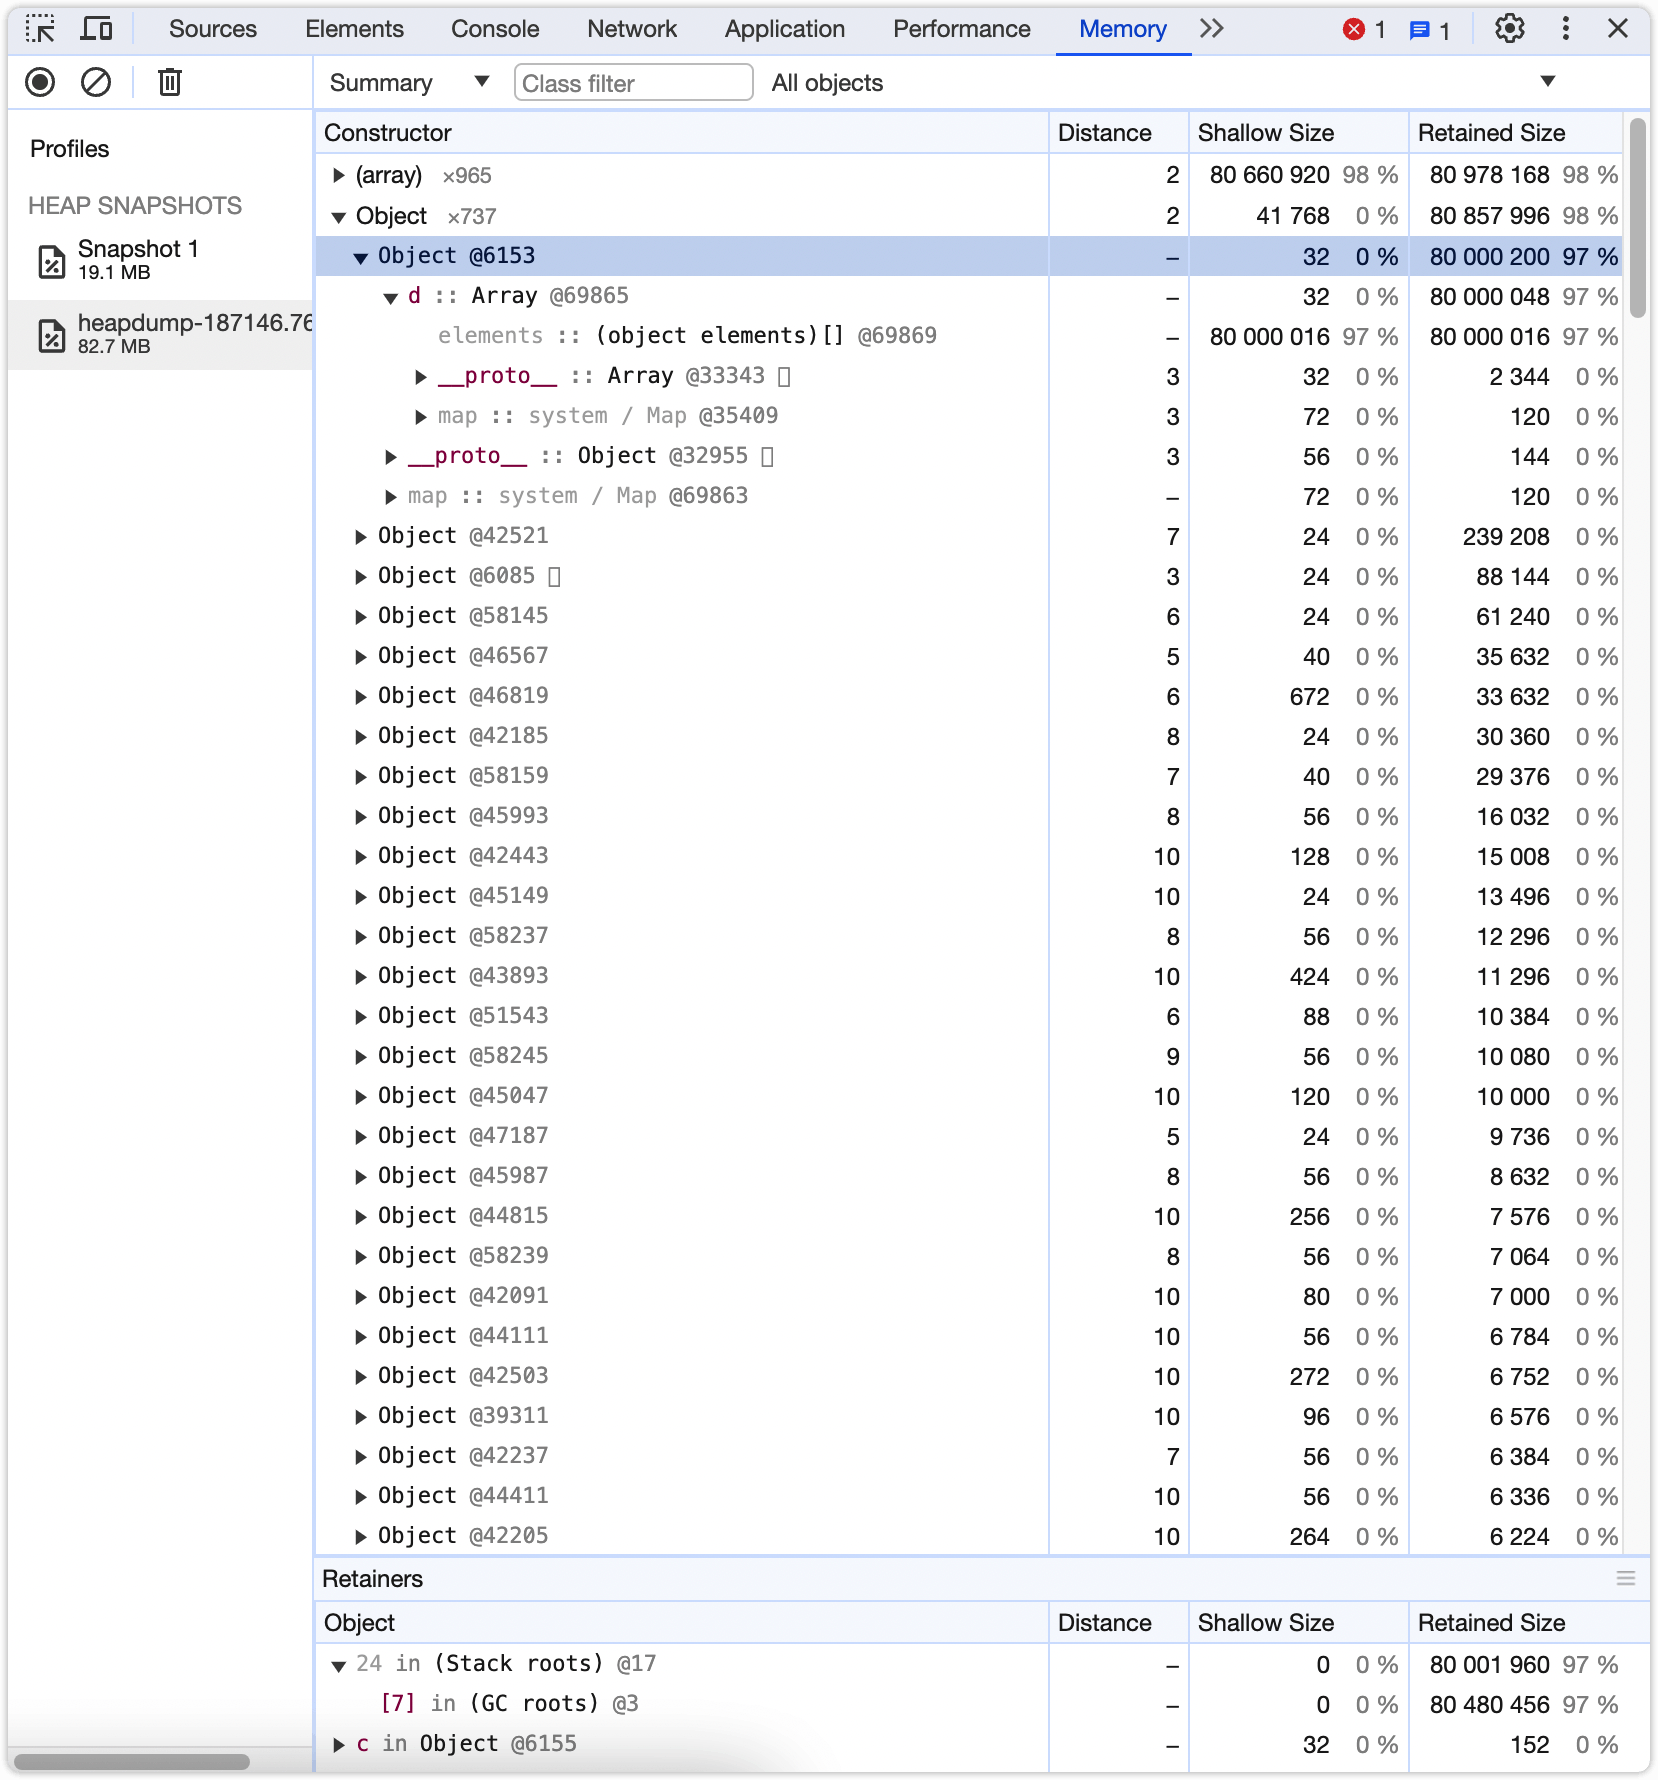 Sources Elements Console Network Application Performance Memory 1 1
Summary Class filter All objects
Profiles
HEAP SNAPSHOTS
Snapshot 1
19.1 MB
heapdump-187146.76
82.7 MB
Constructor Distance Shallow Size Retained Size
(array) ×965 2 80 660 920 98 % 80 978 168 98 %
Object ×737 2 41 768 0 % 80 857 996 98 %
Object @6153 – 32 0 % 80 000 200 97 %
d :: Array @69865 – 32 0 % 80 000 048 97 %
elements :: (object elements)[] @69869 – 80 000 016 97 % 80 000 016 97 %
__proto__ :: Array @33343 3 32 0 % 2 344 0 %
map :: system / Map @35409 3 72 0 % 120 0 %
__proto__ :: Object @32955 3 56 0 % 144 0 %
map :: system / Map @69863 – 72 0 % 120 0 %
Object @42521 7 24 0 % 239 208 0 %
Object @6085 3 24 0 % 88 144 0 %
Object @58145 6 24 0 % 61 240 0 %
Object @46567 5 40 0 % 35 632 0 %
Object @46819 6 672 0 % 33 632 0 %
Object @42185 8 24 0 % 30 360 0 %
Object @58159 7 40 0 % 29 376 0 %
Object @45993 8 56 0 % 16 032 0 %
Object @42443 10 128 0 % 15 008 0 %
Object @45149 10 24 0 % 13 496 0 %
Object @58237 8 56 0 % 12 296 0 %
Object @43893 10 424 0 % 11 296 0 %
Object @51543 6 88 0 % 10 384 0 %
Object @58245 9 56 0 % 10 080 0 %
Object @45047 10 120 0 % 10 000 0 %
Object @47187 5 24 0 % 9 736 0 %
Object @45987 8 56 0 % 8 632 0 %
Object @44815 10 256 0 % 7 576 0 %
Object @58239 8 56 0 % 7 064 0 %
Object @42091 10 80 0 % 7 000 0 %
Object @44111 10 56 0 % 6 784 0 %
Object @42503 10 272 0 % 6 752 0 %
Object @39311 10 96 0 % 6 576 0 %
Object @42237 7 56 0 % 6 384 0 %
Object @44411 10 56 0 % 6 336 0 %
Object @42205 10 264 0 % 6 224 0 %
Retainers
Object Distance Shallow Size Retained Size
24 in (Stack roots) @17 – 0 0 % 80 001 960 97 %
[7] in (GC roots) @3 – 0 0 % 80 480 456 97 %
c in Object @6155 – 32 0 % 152 0 %